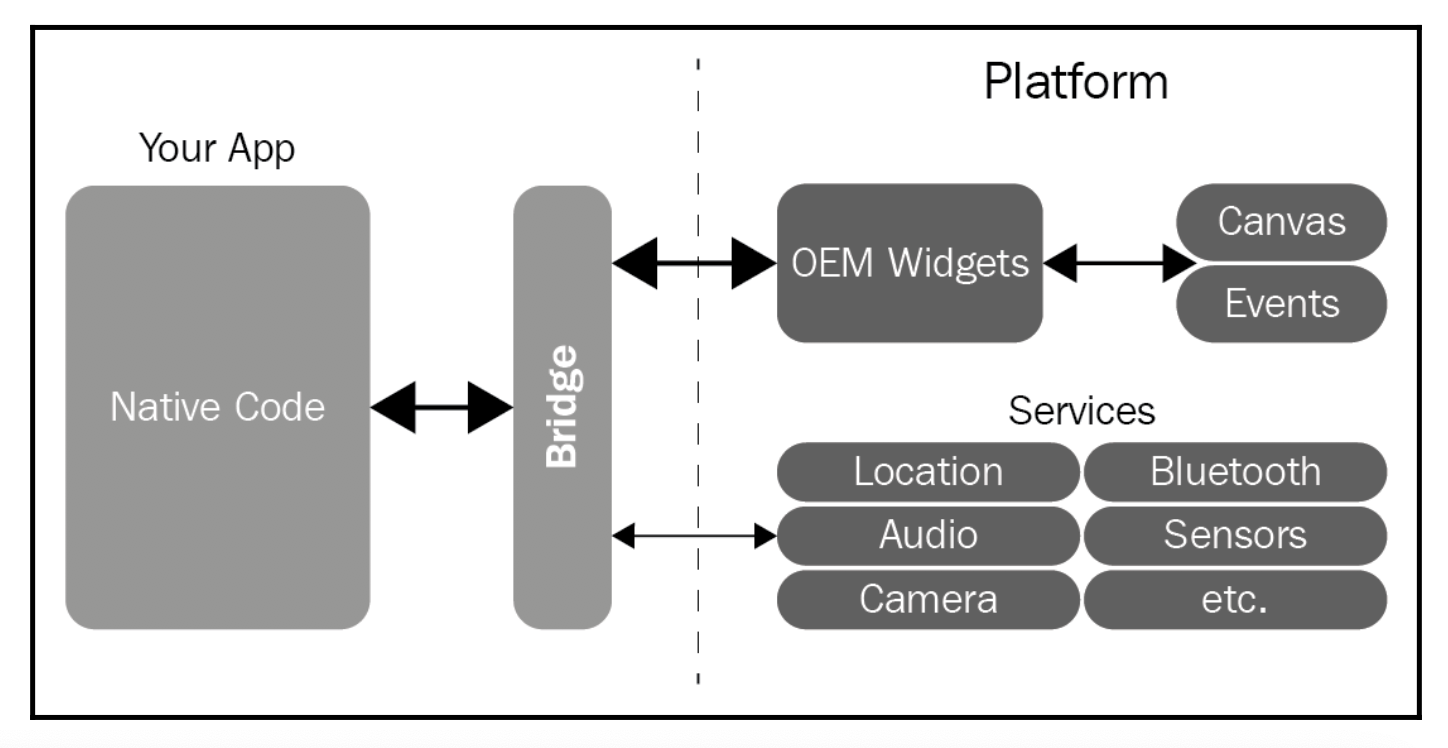 Platform
Your App
Native Code
Bridge
OEM Widgets
Canvas
Events
Services
Location
Bluetooth
Audio
Sensors
Camera
etc.